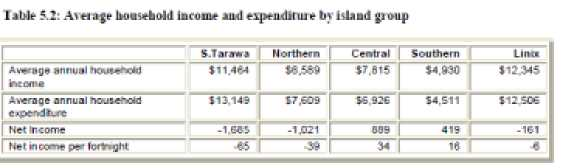 Table 5.2: Average household income and expenditure by island group
S.Tarawa Northern Central Southern Linix
Average annual household income $11,464 $6,589 $7,815 $4,930 $12,345
Average annual household expenditure $13,149 $7,609 $6,926 $4,511 $12,506
Net Income -1,685 -1,021 889 419 -161
Net income per fortnight -65 -39 34 16 -6